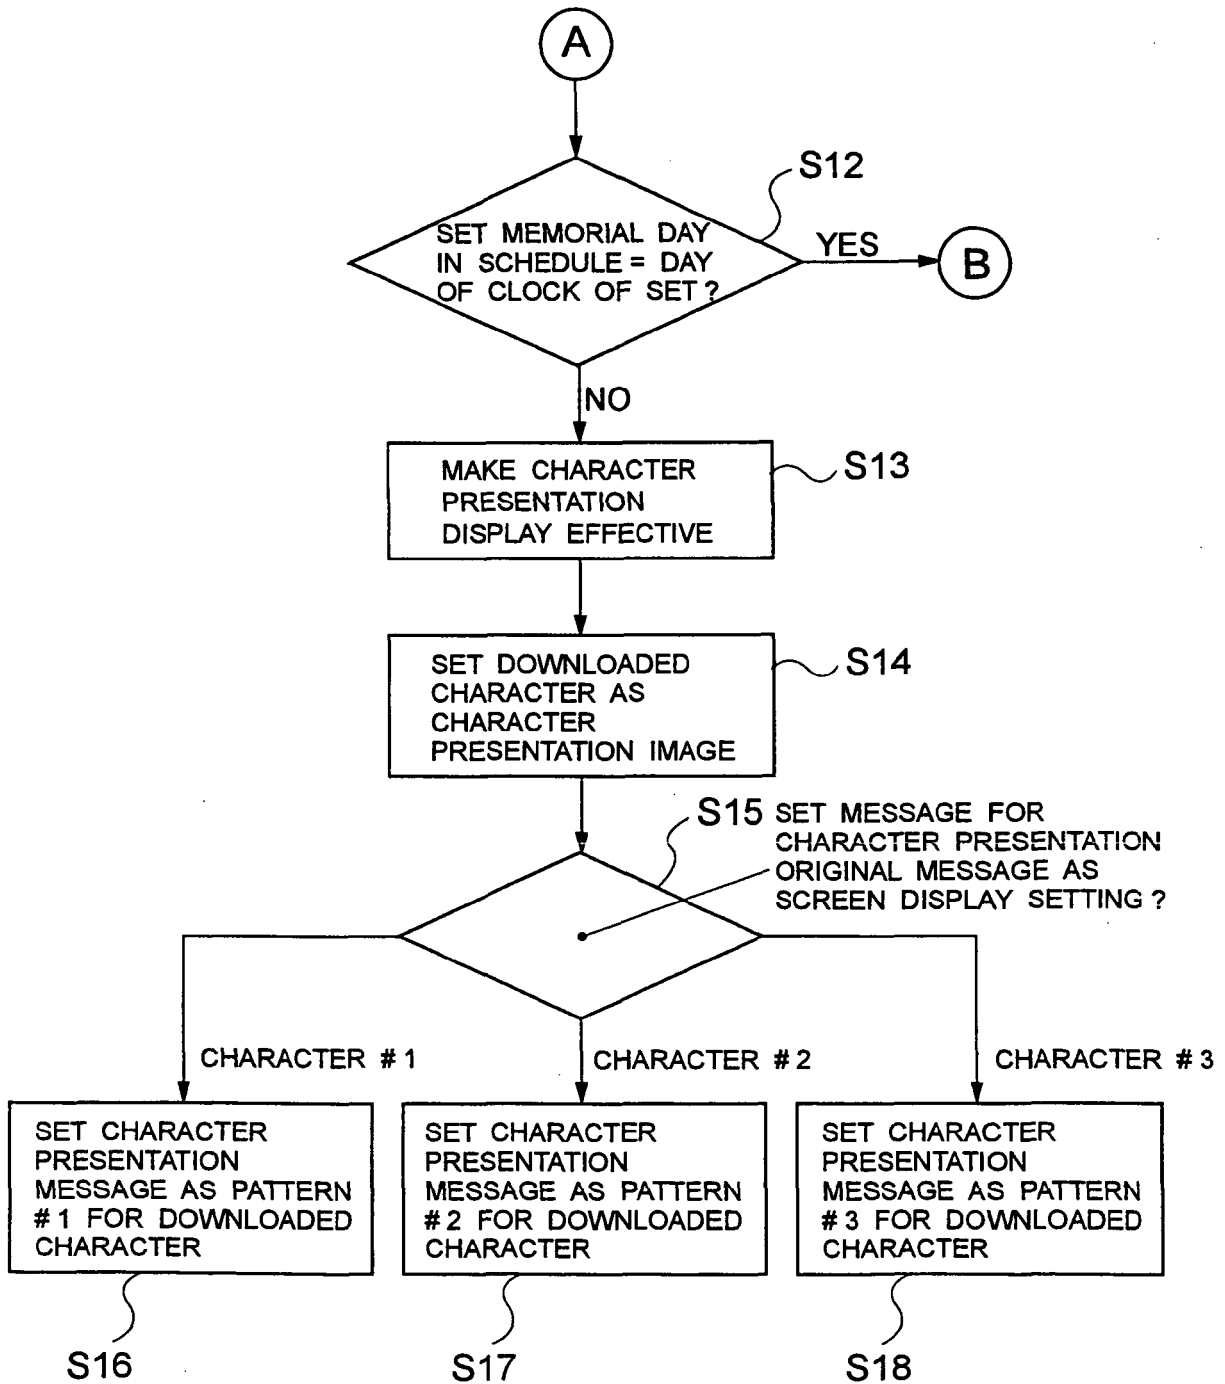 A
S12
SET MEMORIAL DAY
IN SCHEDULE = DAY
OF CLOCK OF SET ?
YES
B
NO
MAKE CHARACTER
PRESENTATION
DISPLAY EFFECTIVE
S13
SET DOWNLOADED
CHARACTER AS
CHARACTER
PRESENTATION IMAGE
S14
S15
SET MESSAGE FOR
CHARACTER PRESENTATION
ORIGINAL MESSAGE AS
SCREEN DISPLAY SETTING ?
CHARACTER # 1
CHARACTER # 2
CHARACTER # 3
SET CHARACTER
PRESENTATION
MESSAGE AS PATTERN
# 1 FOR DOWNLOADED
CHARACTER
SET CHARACTER
PRESENTATION
MESSAGE AS PATTERN
# 2 FOR DOWNLOADED
CHARACTER
SET CHARACTER
PRESENTATION
MESSAGE AS PATTERN
# 3 FOR DOWNLOADED
CHARACTER
S16
S17
S18